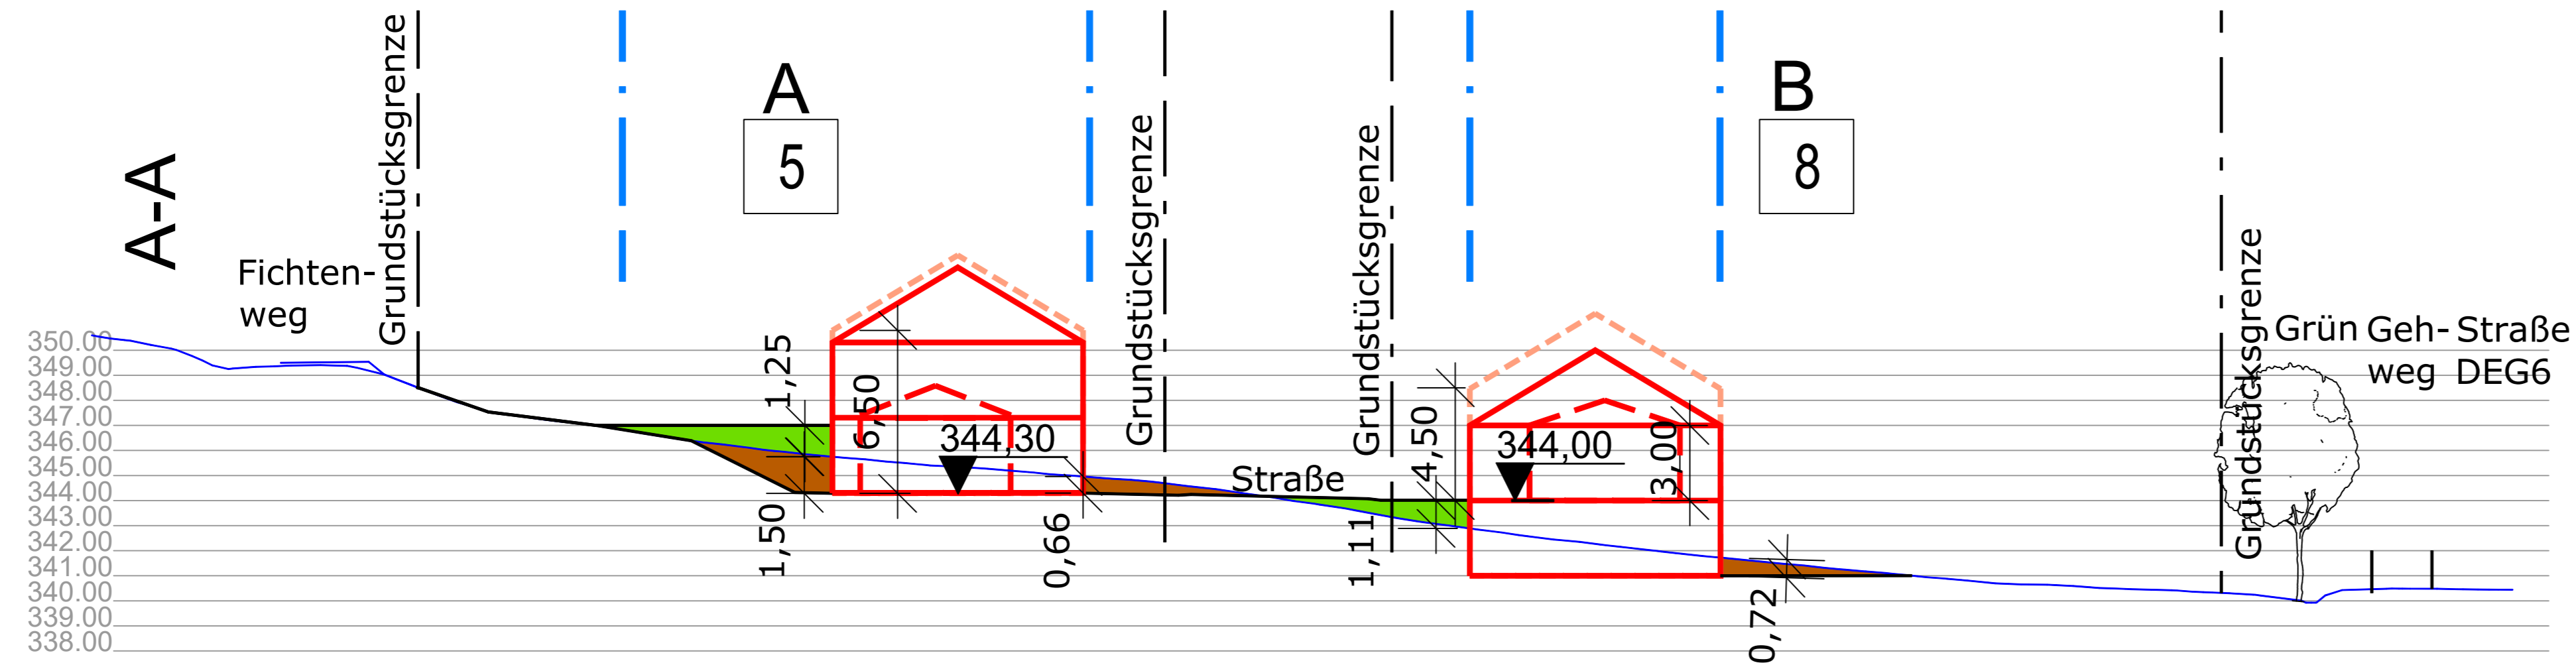 A-A
Fichten-
weg
Grundstücksgrenze
A
5
Grundstücksgrenze
Grundstücksgrenze
B
8
Grundstücksgrenze
Grün
Geh-
weg
Straße
DEG6
350.00
349.00
348.00
347.00
346.00
345.00
344.00
343.00
342.00
341.00
340.00
339.00
338.00
1,25
1,50
6,50
344,30
0,66
Straße
1,11
4,50
344,00
3,00
0,72